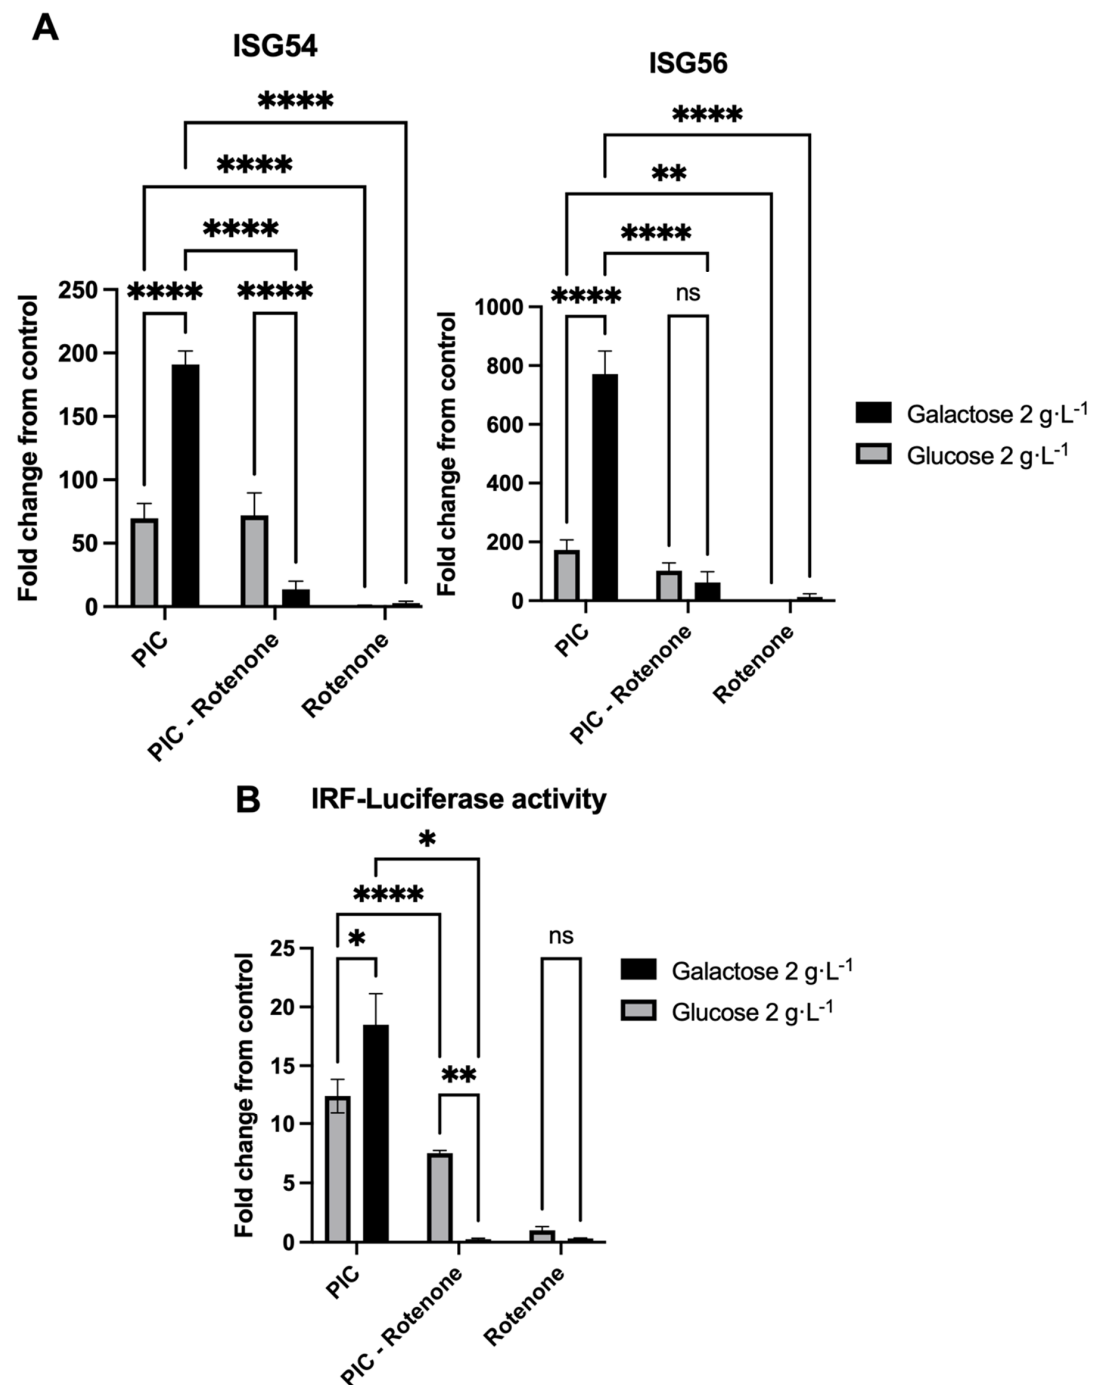 A
ISG54
ISG56
****
****
****
****
****
****
**
****
****
ns
Fold change from control
250
200
150
100
50
0
PIC
PIC - Rotenone
Rotenone
Fold change from control
1000
800
600
400
200
0
PIC
PIC - Rotenone
Rotenone
Galactose 2 g·L-1
Glucose 2 g·L-1
B
IRF-Luciferase activity
*
****
*
**
ns
Fold change from control
25
20
15
10
5
0
PIC
PIC - Rotenone
Rotenone
Galactose 2 g·L-1
Glucose 2 g·L-1